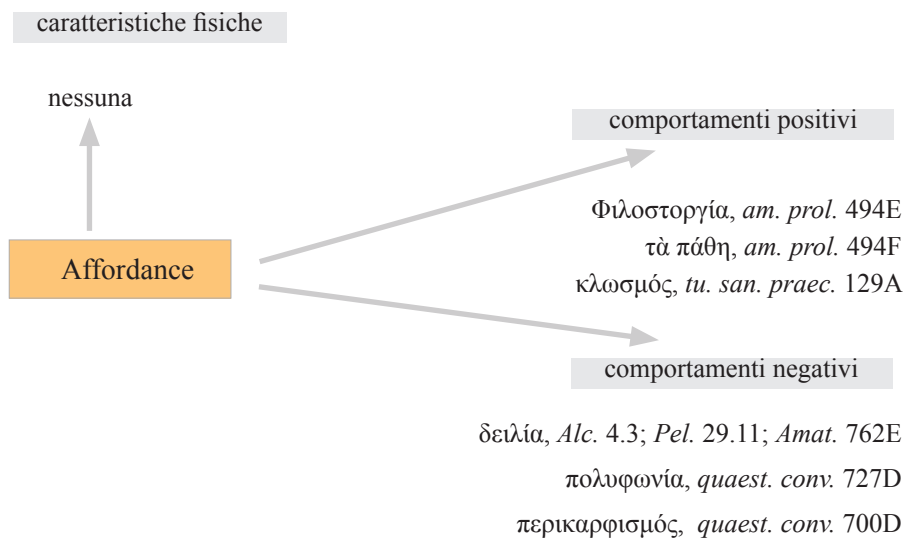 caratteristiche fisiche
nessuna
comportamenti positivi
Φιλοστοργία, am. prol. 494E
τὰ πάθη, am. prol. 494F
κλωσμός, tu. san. praec. 129A
Affordance
comportamenti negativi
δειλία, Alc. 4.3; Pel. 29.11; Amat. 762E
πολυφωνία, quaest. conv. 727D
περικαρφισμός, quaest. conv. 700D